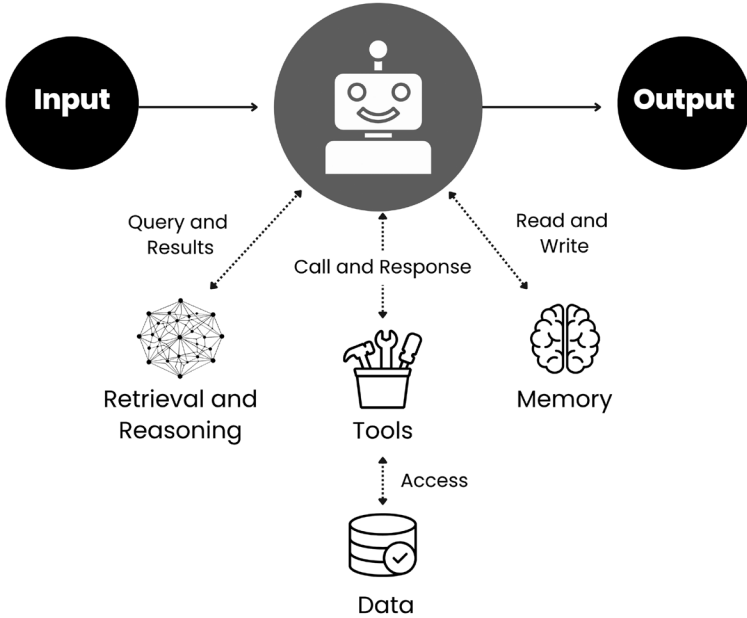 Input
Output
Query and
Results
Read and
Write
Call and Response
Retrieval and
Reasoning
Tools
Memory
Access
Data